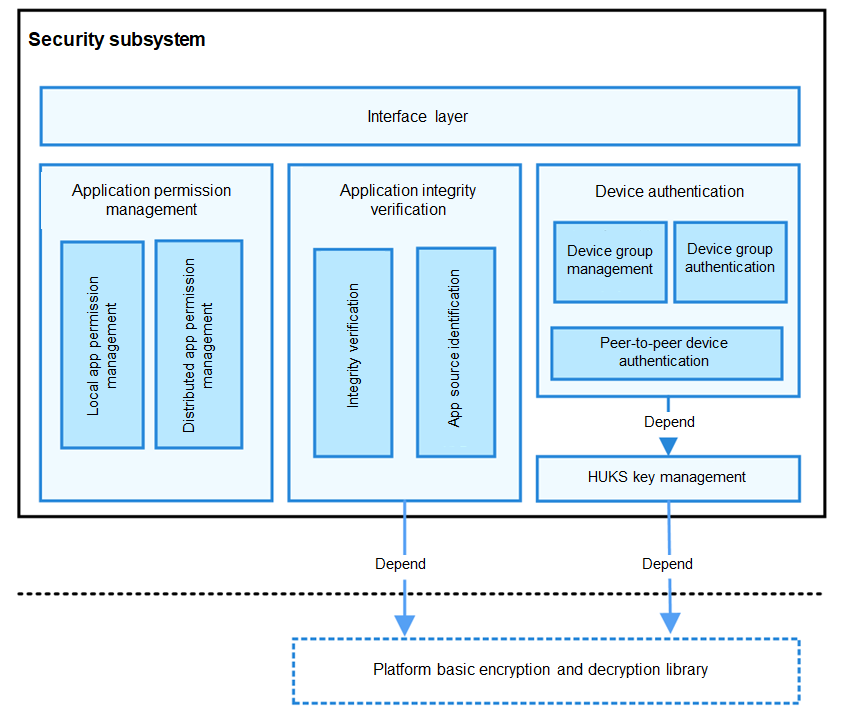 Security subsystem
Interface layer
Application permission
management
Local app permission
management
Distributed app permission
management
Application integrity
verification
Integrity verification
App source identification
Device authentication
Device group
management
Device group
authentication
Peer-to-peer device
authentication
Depend
HUKS key management
Depend
Depend
Platform basic encryption and decryption library